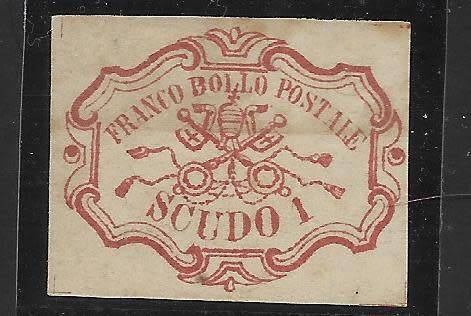 FRANCO BOLLO POSTALE
SCUDO 1